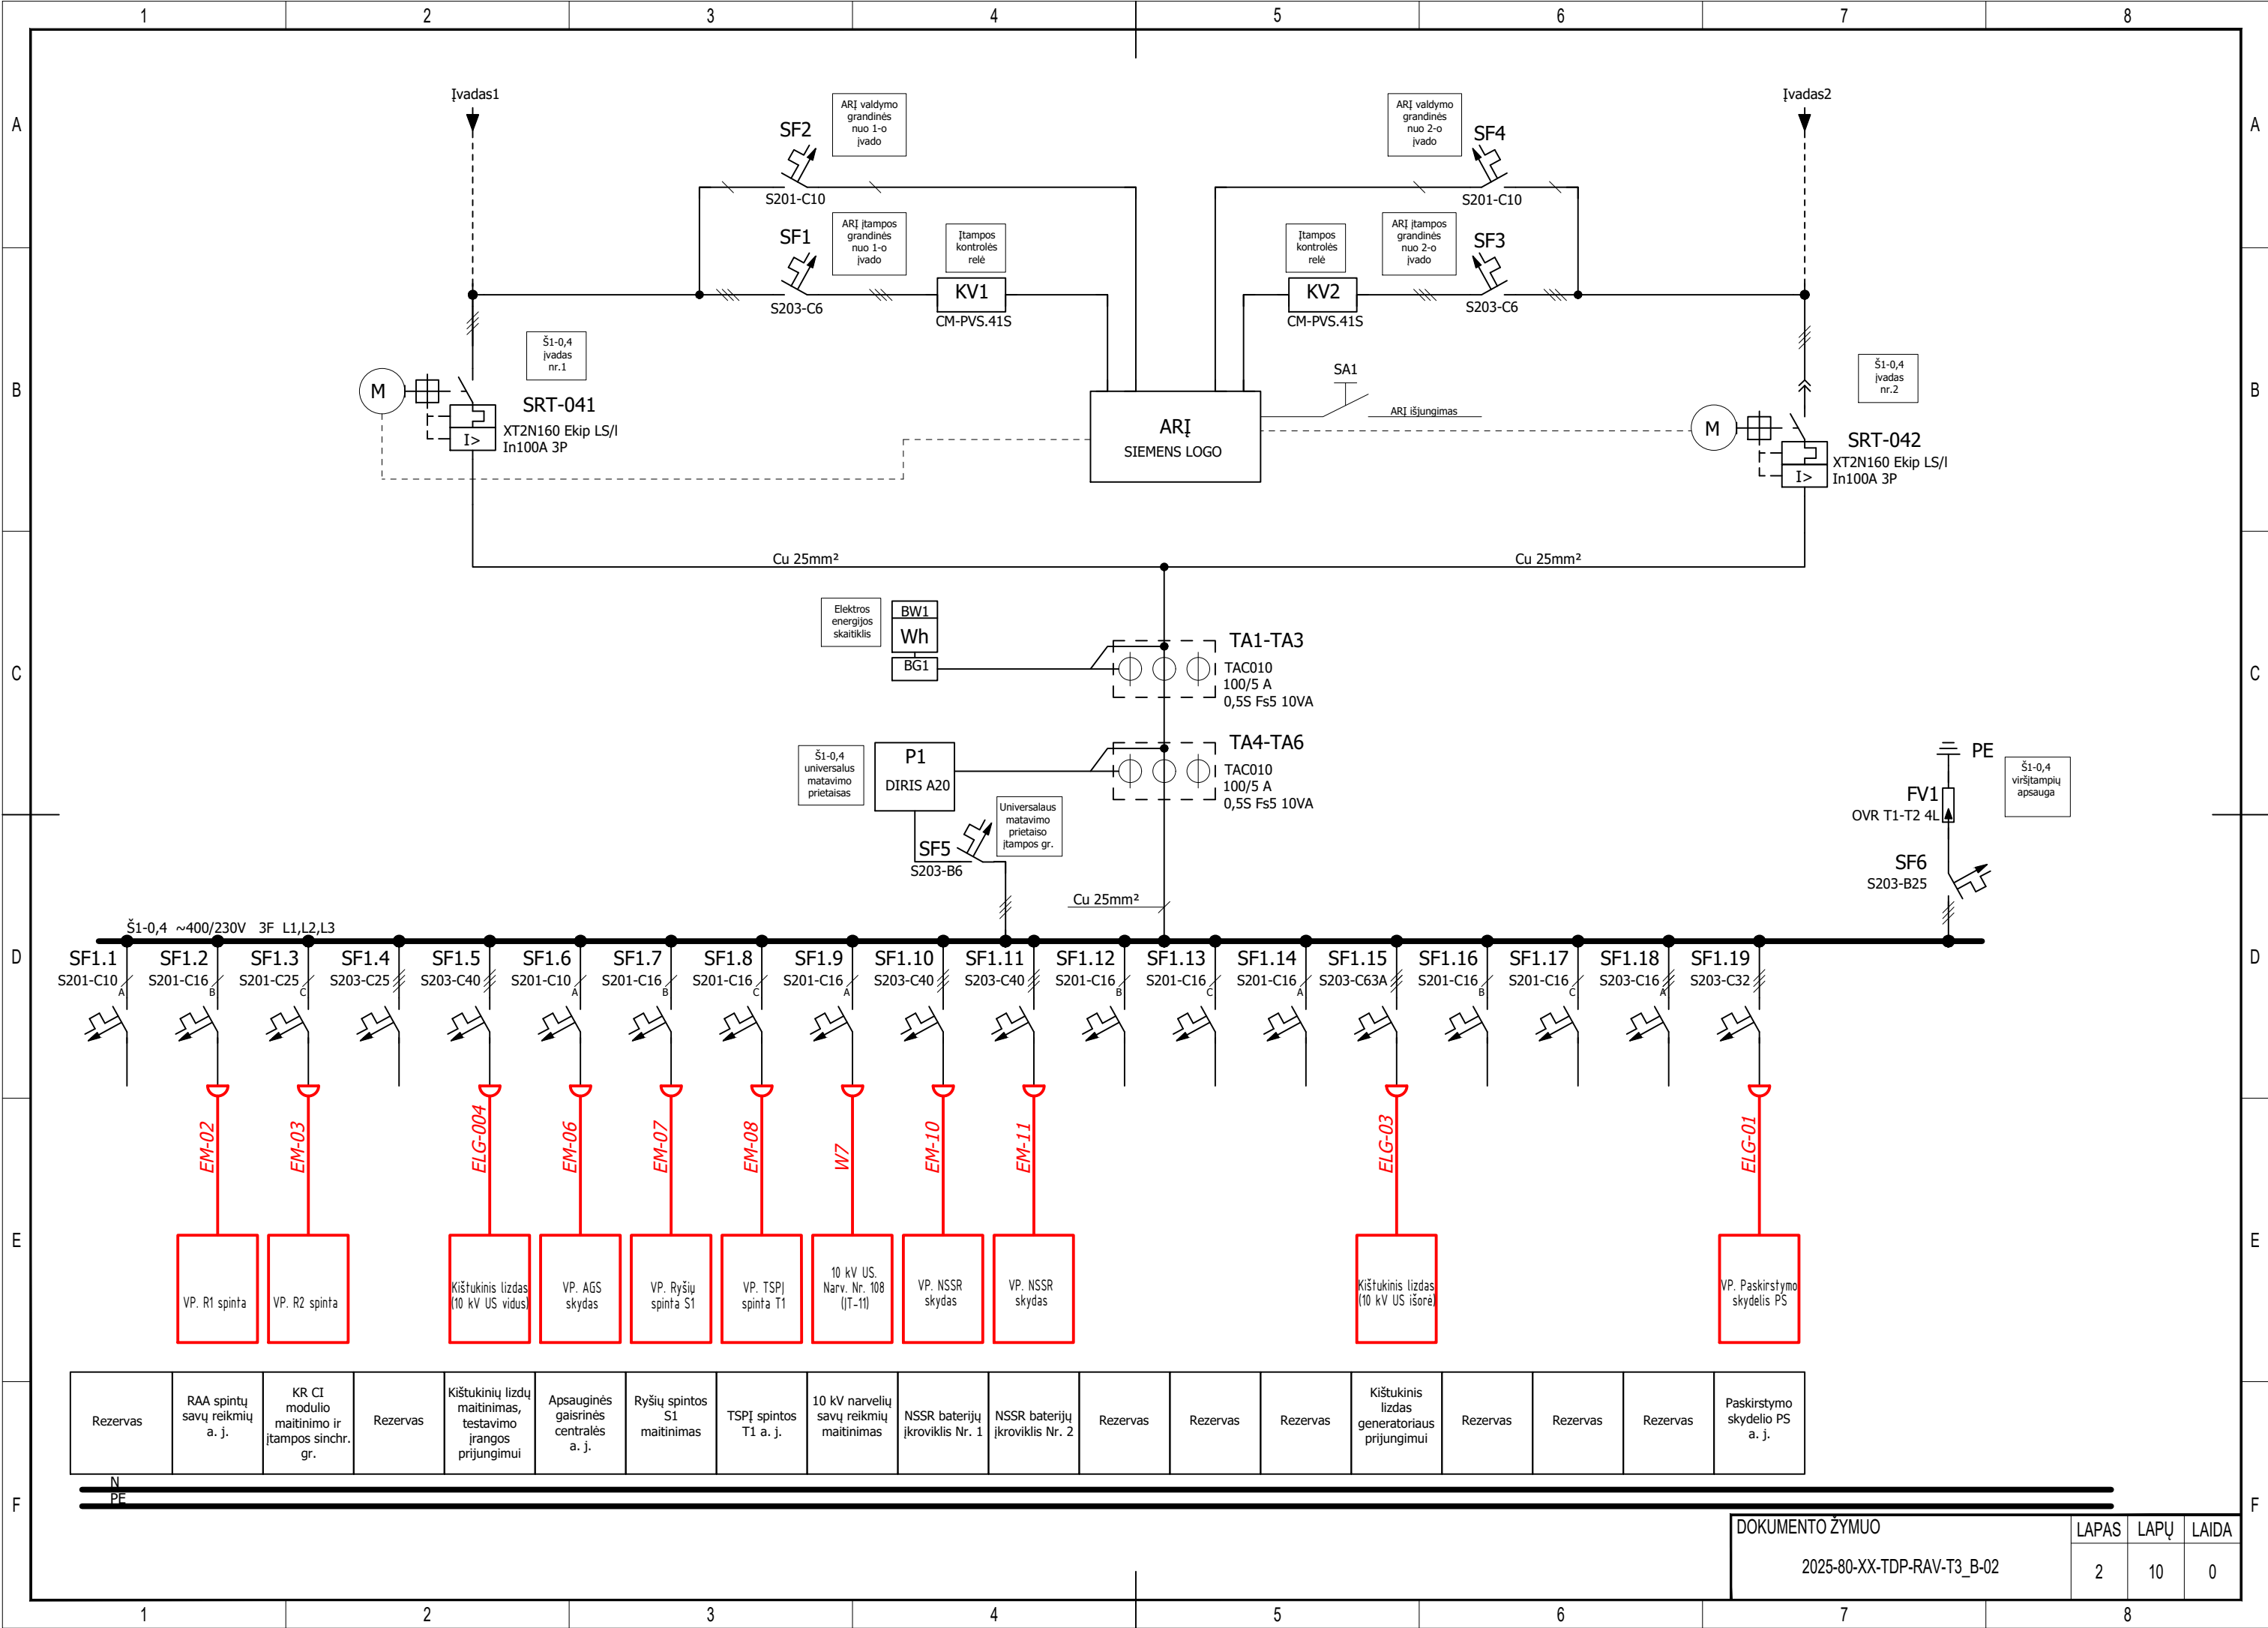 1 2 3 4 5 6 7 8
A
A
B
B
C
C
D
D
E
E
F
F
Įvadas1
Įvadas2
SF2
S201-C10
ARĮ valdymo
grandinės
nuo 1-o
įvado
ARĮ valdymo
grandinės
nuo 2-o
įvado
SF4
S201-C10
SF1
S203-C6
ARĮ įtampos
grandinės
nuo 1-o
įvado
Įtampos
kontrolės
relė
KV1
CM-PVS.41S
Įtampos
kontrolės
relė
KV2
CM-PVS.41S
ARĮ įtampos
grandinės
nuo 2-o
įvado
SF3
S203-C6
Š1-0,4
įvadas
nr.1
M
I>
SRT-041
XT2N160 Ekip LS/I
In100A 3P
ARĮ
SIEMENS LOGO
SA1
ARĮ išjungimas
Š1-0,4
įvadas
nr.2
M
I>
SRT-042
XT2N160 Ekip LS/I
In100A 3P
Cu 25mm²
Cu 25mm²
Elektros
energijos
skaitiklis
BW1
Wh
BG1
TA1-TA3
TAC010
100/5 A
0,5S Fs5 10VA
Š1-0,4
universalus
matavimo
prietaisas
P1
DIRIS A20
TA4-TA6
TAC010
100/5 A
0,5S Fs5 10VA
Universalaus
matavimo
prietaiso
įtampos gr.
SF5
S203-B6
Cu 25mm²
PE
Š1-0,4
viršįtampių
apsauga
FV1
OVR T1-T2 4L
SF6
S203-B25
Š1-0,4 ~400/230V 3F L1,L2,L3
SF1.1 SF1.2 SF1.3 SF1.4 SF1.5 SF1.6 SF1.7 SF1.8 SF1.9 SF1.10 SF1.11 SF1.12 SF1.13 SF1.14 SF1.15 SF1.16 SF1.17 SF1.18 SF1.19
S201-C10 S201-C16 S201-C25 S203-C25 S203-C40 S201-C10 S201-C16 S201-C16 S201-C16 S203-C40 S203-C40 S201-C16 S201-C16 S201-C16 S203-C63A S201-C16 S201-C16 S203-C16 S203-C32
A B C A B C A B C A B C A
EM-02
EM-03
ELG-004
EM-06
EM-07
EM-08
W7
EM-10
EM-11
ELG-03
ELG-01
VP. R1 spinta
VP. R2 spinta
Kištukinis lizdas
(10 kV US vidus)
VP. AGS
skydas
VP. Ryšių
spinta S1
VP. TSPĮ
spinta T1
10 kV US.
Narv. Nr. 108
(ĮT-11)
VP. NSSR
skydas
VP. NSSR
skydas
Kištukinis lizdas
(10 kV US išorė)
VP. Paskirstymo
skydelis PS
Rezervas
RAA spintų
savų reikmių
a. j.
KR CI
modulio
maitinimo ir
įtampos sinchr.
gr.
Rezervas
Kištukinių lizdų
maitinimas,
testavimo
įrangos
prijungimui
Apsauginės
gaisrinės
centralės
a. j.
Ryšių spintos
S1
maitinimas
TSPĮ spintos
T1 a. j.
10 kV narvelių
savų reikmių
maitinimas
NSSR baterijų
įkroviklis Nr. 1
NSSR baterijų
įkroviklis Nr. 2
Rezervas
Rezervas
Rezervas
Kištukinis
lizdas
generatoriaus
prijungimui
Rezervas
Rezervas
Rezervas
Paskirstymo
skydelio PS
a. j.
N
PE
DOKUMENTO ŽYMUO
2025-80-XX-TDP-RAV-T3_B-02
LAPAS LAPŲ LAIDA
2 10 0
1 2 3 4 5 6 7 8